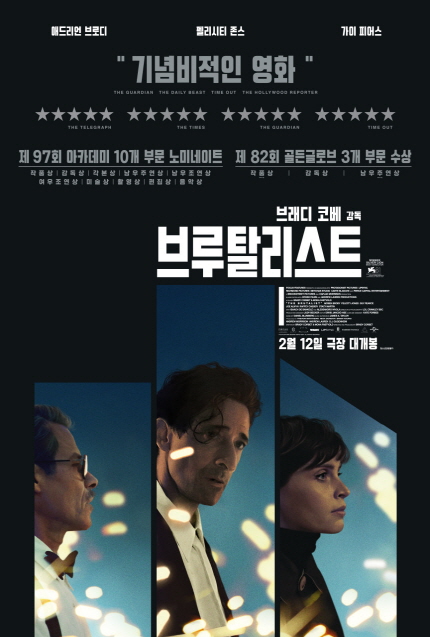 애드리언 브로디 펠리시티 존스 가이 피어스
" 기념비적인 영화 "
THE GUARDIAN THE DAILY BEAST TIME OUT THE HOLLYWOOD REPORTER
★★★★★ ★★★★★ ★★★★★ ★★★★★
THE TELEGRAPH THE TIMES THE GUARDIAN TIME OUT
제 97회 아카데미 10개 부문 노미네이트 제 82회 골든글로브 3개 부문 수상
작품상 | 감독상 | 각본상 | 남우주연상 | 남우조연상 작품상 | 감독상 | 남우주연상
여우조연상 | 미술상 | 촬영상 | 편집상 | 음악상
브래디 코베 감독
브루탈리스트
2월 12일 극장 대개봉